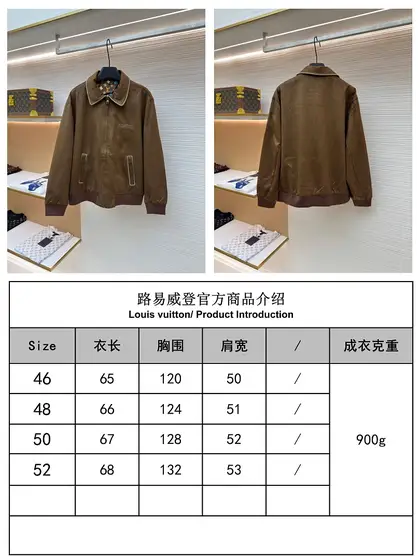 路易威登官方商品介绍
Louis vuitton/ Product Introduction
Size 衣长 胸围 肩宽 / 成衣克重
46 65 120 50 /
48 66 124 51 /
50 67 128 52 /
52 68 132 53 /
900g